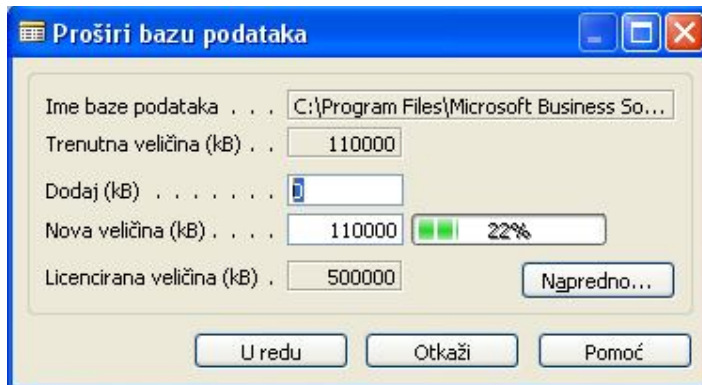 Proširi bazu podataka
Ime baze podataka . . . C:\Program Files\Microsoft Business So...
Trenutna veličina (kB) . . 110000
Dodaj (kB) . . . . . . . 0
Nova veličina (kB) . . . . 110000 22%
Licencirana veličina (kB) . 500000 Napredno...
U redu Otkaži Pomoć